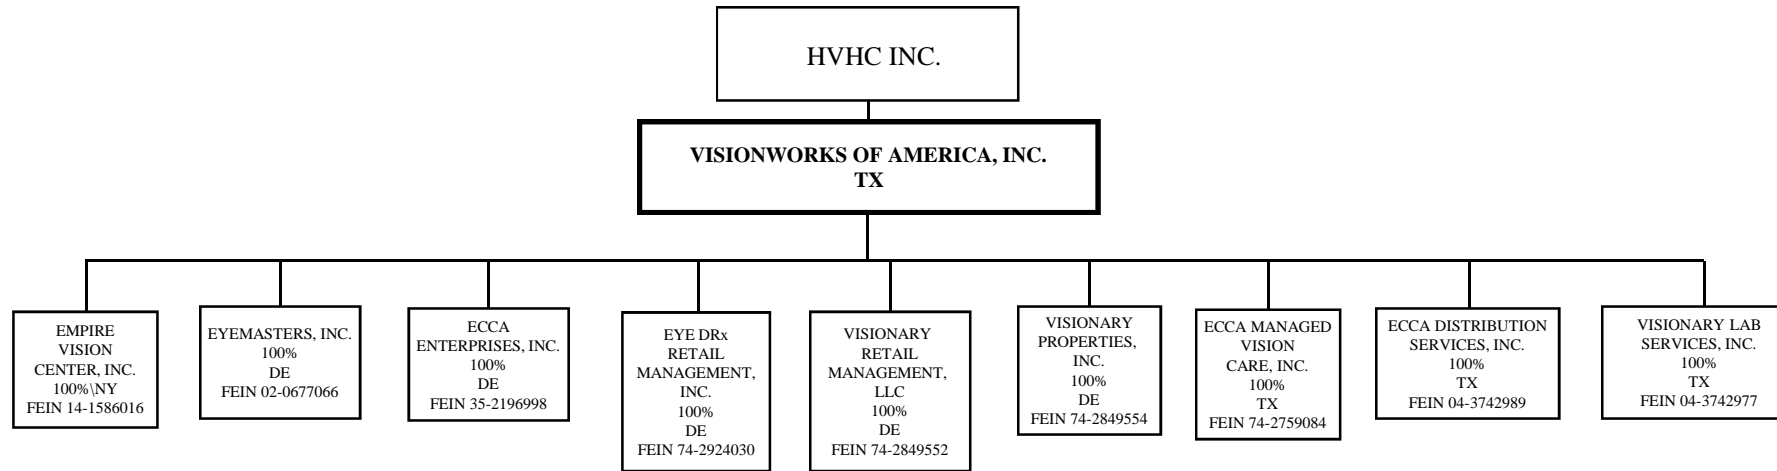 HVHC INC.
VISIONWORKS OF AMERICA, INC.
TX
EMPIRE
VISION
CENTER, INC.
100%\NY
FEIN 14-1586016
EYEMASTERS, INC.
100%
DE
FEIN 02-0677066
ECCA
ENTERPRISES, INC.
100%
DE
FEIN 35-2196998
EYE DRx
RETAIL
MANAGEMENT,
INC.
100%
DE
FEIN 74-2924030
VISIONARY
RETAIL
MANAGEMENT,
LLC
100%
DE
FEIN 74-2849552
VISIONARY
PROPERTIES,
INC.
100%
DE
FEIN 74-2849554
ECCA MANAGED
VISION
CARE, INC.
100%
TX
FEIN 74-2759084
ECCA DISTRIBUTION
SERVICES, INC.
100%
TX
FEIN 04-3742989
VISIONARY LAB
SERVICES, INC.
100%
TX
FEIN 04-3742977